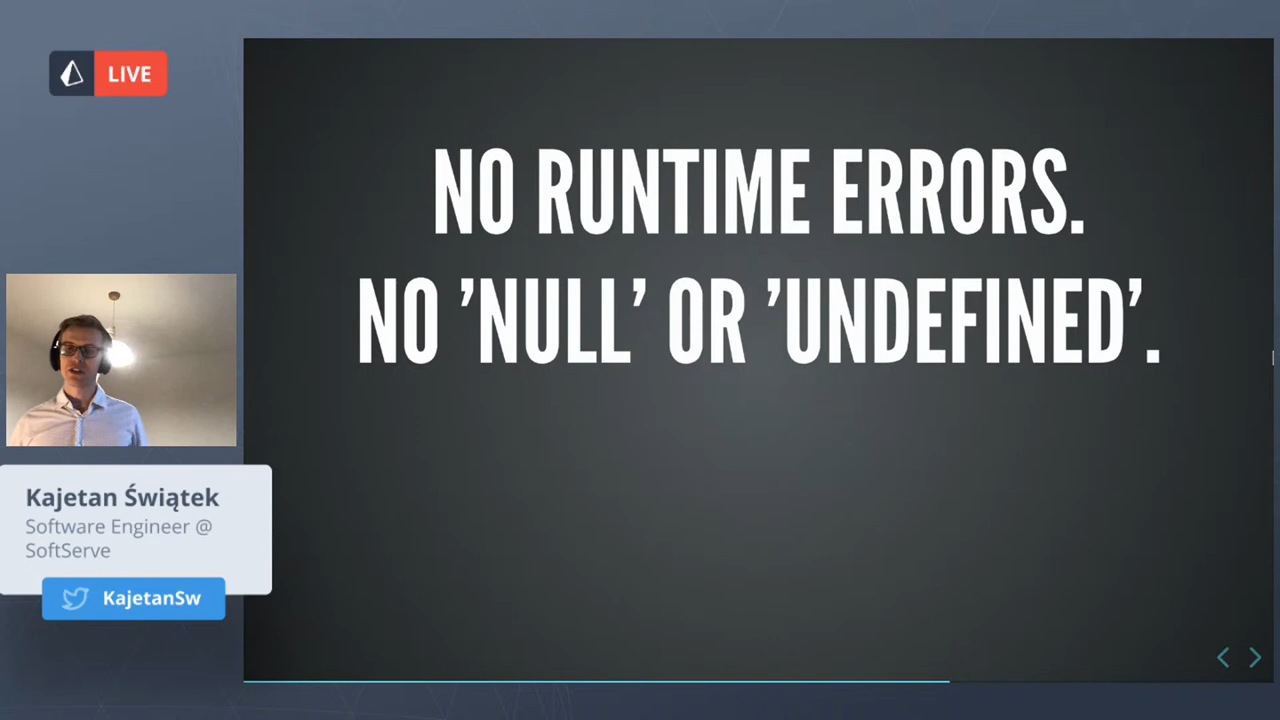 LIVE
NO RUNTIME ERRORS.
NO ’NULL’ OR ’UNDEFINED’.
Kajetan Świątek
Software Engineer @
SoftServe
KajetanSw